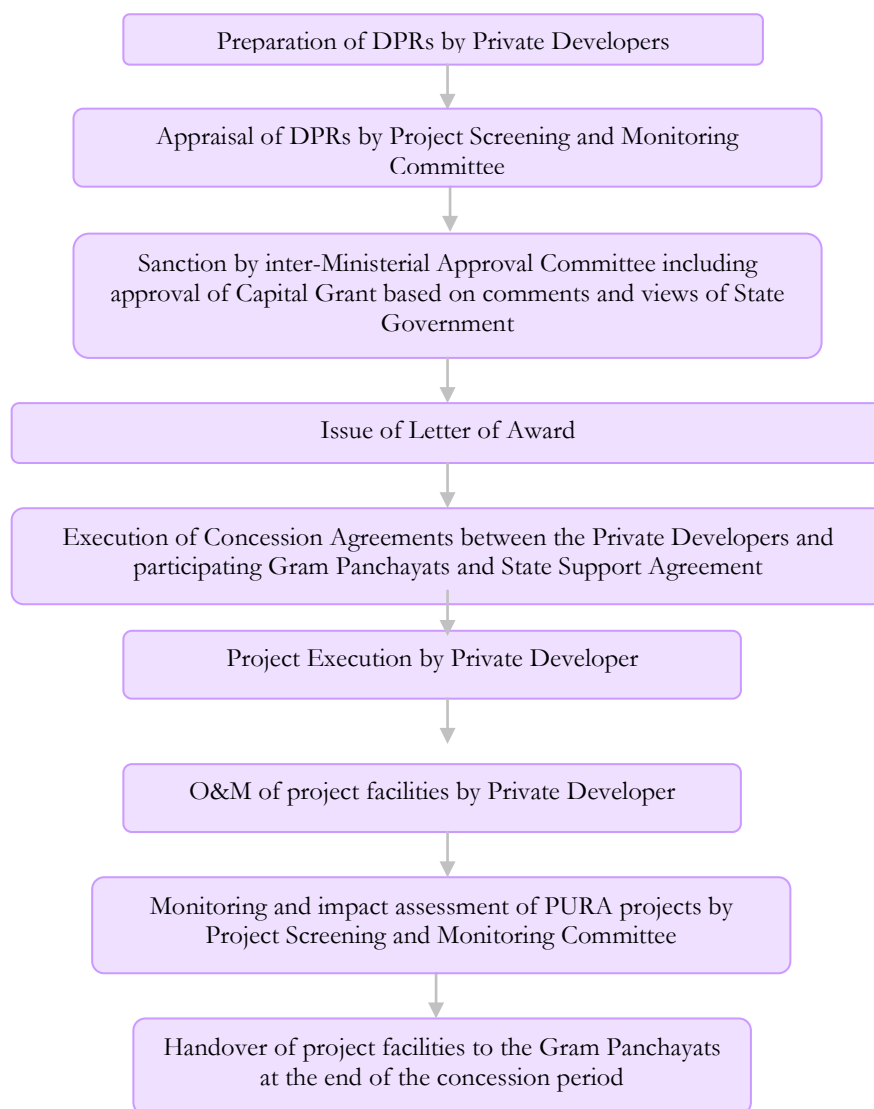 Preparation of DPRs by Private Developers
Appraisal of DPRs by Project Screening and Monitoring
Committee
Sanction by inter-Ministerial Approval Committee including
approval of Capital Grant based on comments and views of State
Government
Issue of Letter of Award
Execution of Concession Agreements between the Private Developers and
participating Gram Panchayats and State Support Agreement
Project Execution by Private Developer
O&M of project facilities by Private Developer
Monitoring and impact assessment of PURA projects by
Project Screening and Monitoring Committee
Handover of project facilities to the Gram Panchayats
at the end of the concession period